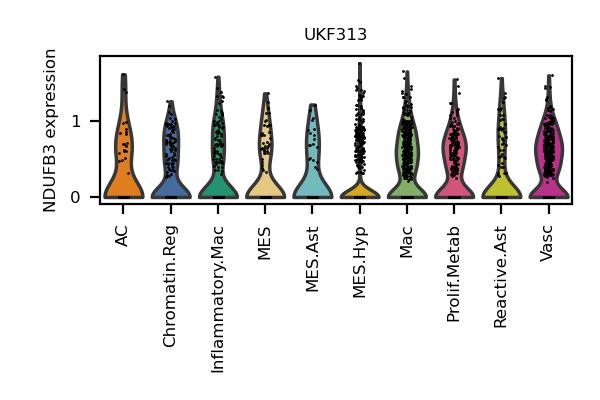 UKF313
NDUFB3 expression
1
0
AC
Chromatin.Reg
Inflammatory.Mac
MES
MES.Ast
MES.Hyp
Mac
Prolif.Metab
Reactive.Ast
Vasc